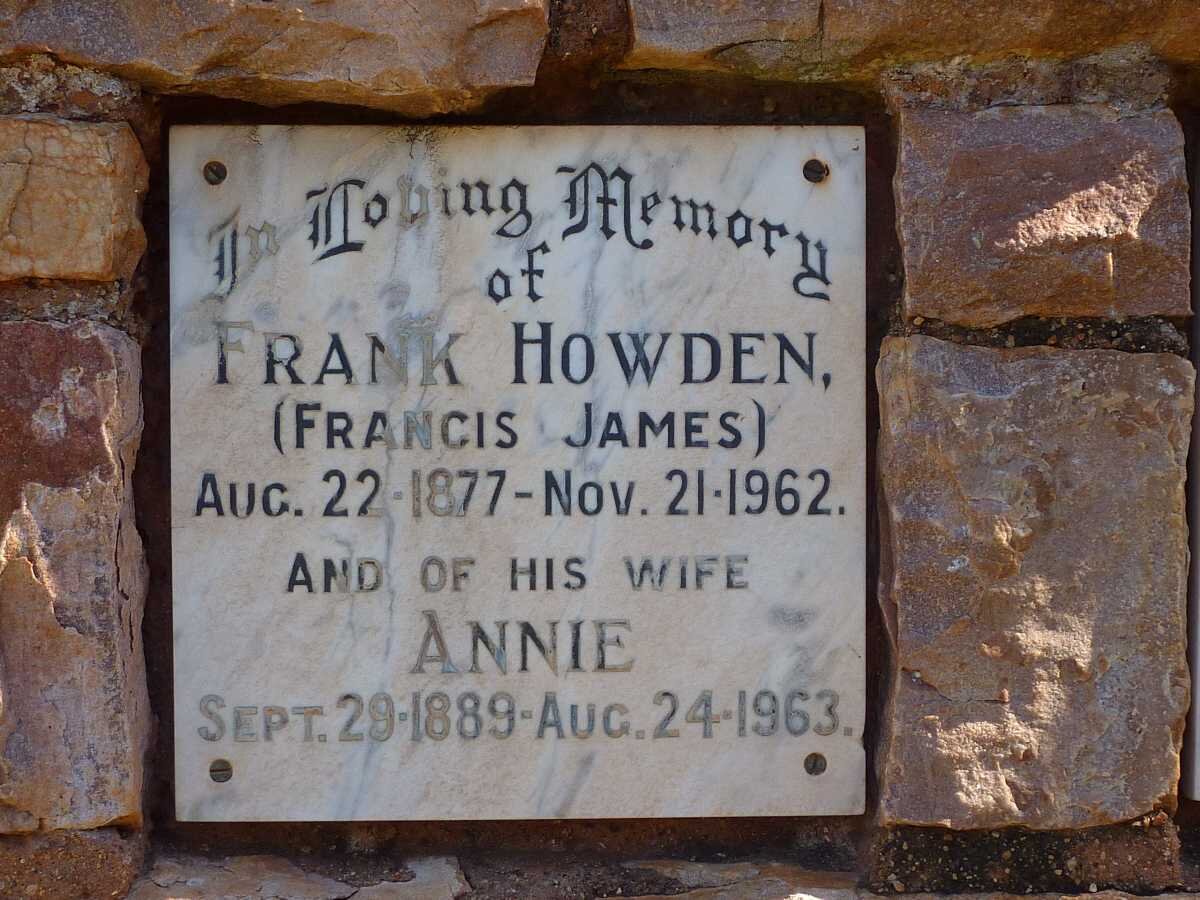 In Loving Memory
of
FRANK HOWDEN,
(FRANCIS JAMES)
AUG. 22·1877-NOV. 21·1962.
AND OF HIS WIFE
ANNIE
SEPT. 29·1889-AUG. 24·1963.